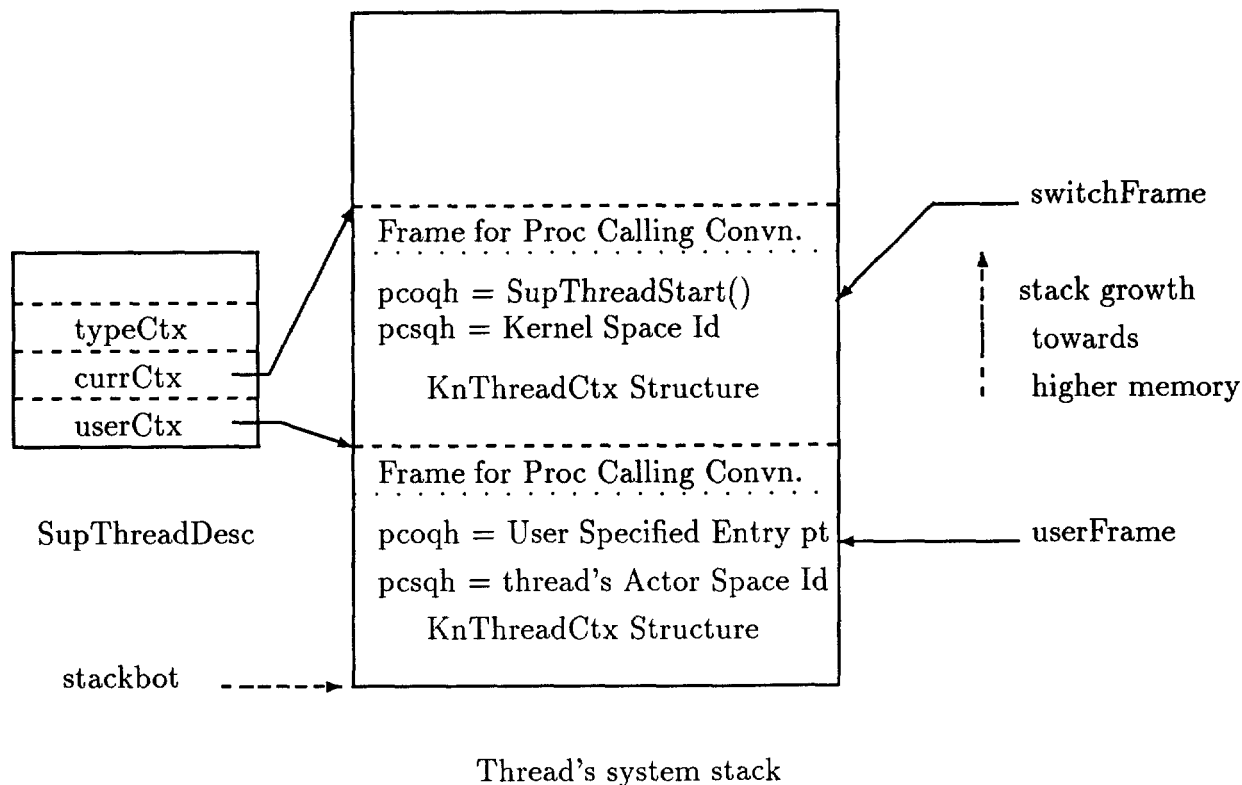 switchFrame
Frame for Proc Calling Convn.
pcoqh = SupThreadStart()
pcsqh = Kernel Space Id
KnThreadCtx Structure
stack growth
towards
higher memory
typeCtx
currCtx
userCtx
SupThreadDesc
Frame for Proc Calling Convn.
pcoqh = User Specified Entry pt
pcsqh = thread's Actor Space Id
KnThreadCtx Structure
userFrame
stackbot
Thread's system stack